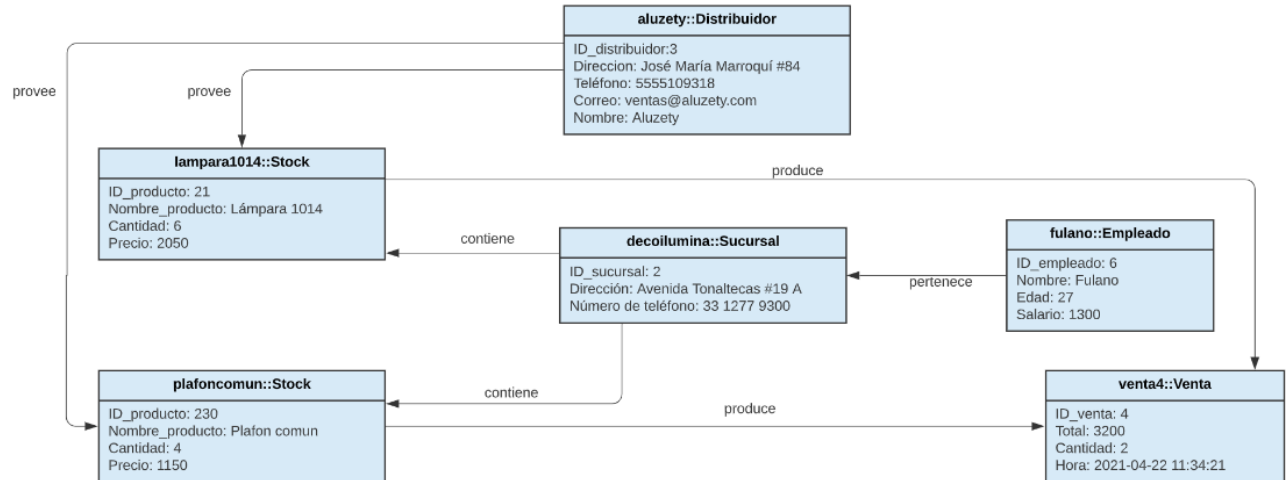 aluzety::Distribuidor
ID_distribuidor:3
Direccion: José María Marroquí #84
Teléfono: 5555109318
Correo: ventas@aluzety.com
Nombre: Aluzety
provee
provee
lampara1014::Stock
ID_producto: 21
Nombre_producto: Lámpara 1014
Cantidad: 6
Precio: 2050
produce
contiene
decoilumina::Sucursal
ID_sucursal: 2
Dirección: Avenida Tonaltecas #19 A
Número de teléfono: 33 1277 9300
pertenece
fulano::Empleado
ID_empleado: 6
Nombre: Fulano
Edad: 27
Salario: 1300
plafoncomun::Stock
ID_producto: 230
Nombre_producto: Plafon comun
Cantidad: 4
Precio: 1150
contiene
produce
venta4::Venta
ID_venta: 4
Total: 3200
Cantidad: 2
Hora: 2021-04-22 11:34:21